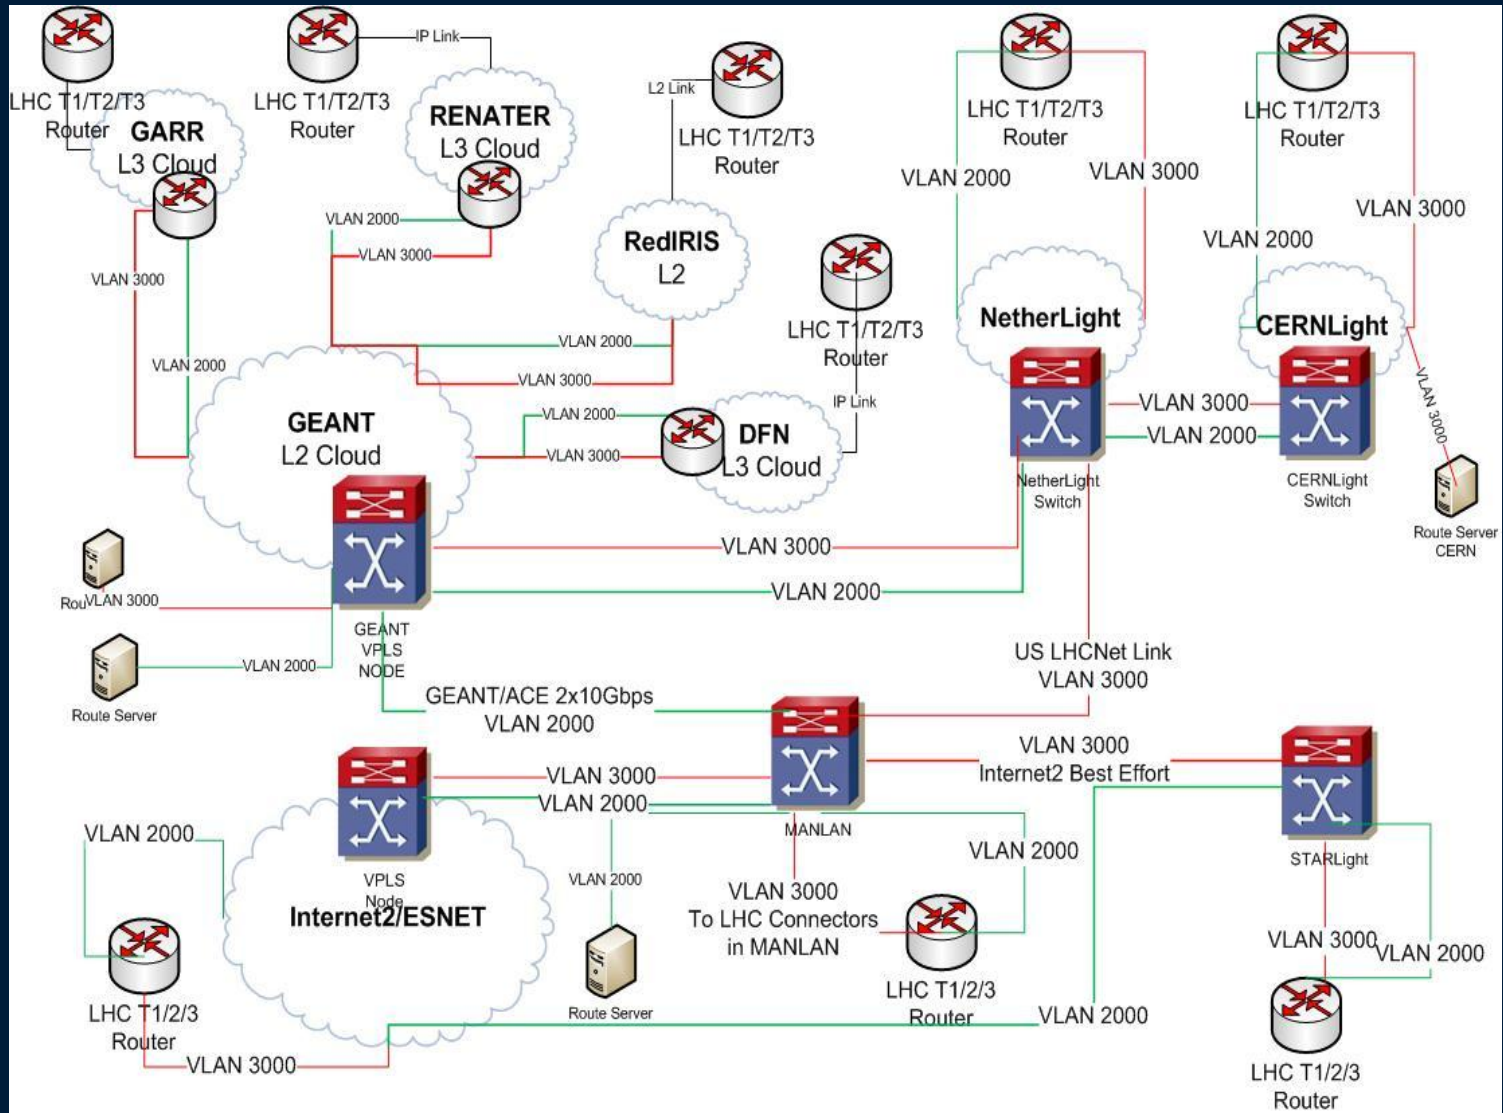 LHC T1/T2/T3
Router
GARR
L3 Cloud
LHC T1/T2/T3
Router
IP Link
RENATER
L3 Cloud
L2 Link
LHC T1/T2/T3
Router
LHC T1/T2/T3
Router
VLAN 2000
VLAN 3000
LHC T1/T2/T3
Router
VLAN 3000
VLAN 2000
VLAN 2000
VLAN 3000
VLAN 3000
VLAN 2000
RedIRIS
L2
LHC T1/T2/T3
Router
NetherLight
CERNLight
VLAN 2000
VLAN 3000
GEANT
L2 Cloud
VLAN 2000
VLAN 3000
DFN
L3 Cloud
IP Link
VLAN 3000
VLAN 2000
VLAN 3000
NetherLight
Switch
CERNLight
Switch
Route Server
CERN
VLAN 3000
VLAN 2000
Rou
VLAN 3000
GEANT
VPLS
NODE
VLAN 2000
Route Server
US LHCNet Link
VLAN 3000
GEANT/ACE 2x10Gbps
VLAN 2000
VLAN 3000
Internet2 Best Effort
VLAN 3000
VLAN 2000
MANLAN
STARLight
VLAN 2000
VPLS
Node
Internet2/ESNET
VLAN 2000
VLAN 2000
VLAN 3000
To LHC Connectors
in MANLAN
VLAN 3000
VLAN 2000
LHC T1/2/3
Router
Route Server
LHC T1/2/3
Router
VLAN 2000
VLAN 3000
LHC T1/2/3
Router